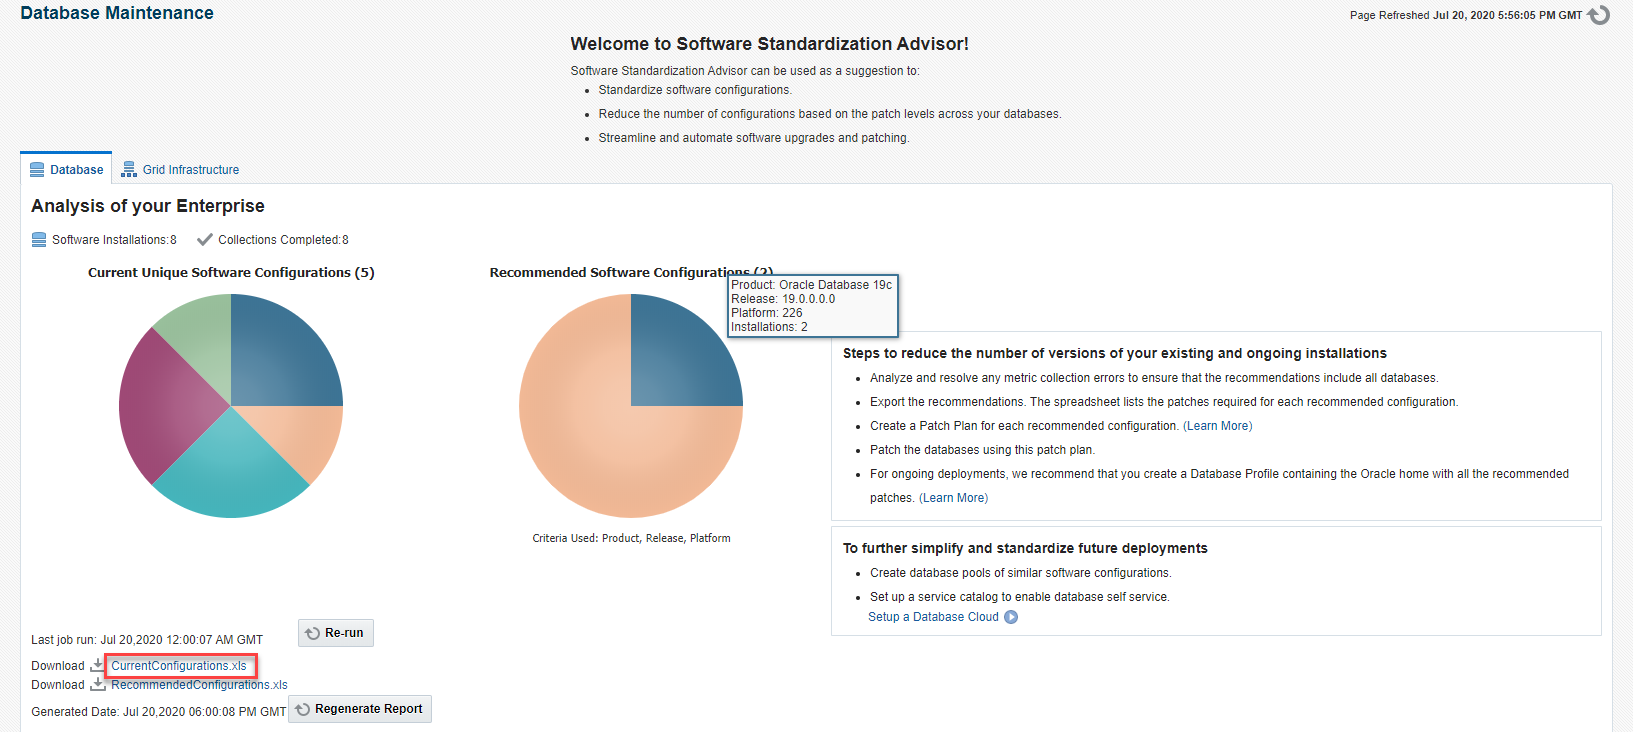 Database Maintenance
Page Refreshed Jul 20, 2020 5:56:05 PM GMT
Welcome to Software Standardization Advisor!
Software Standardization Advisor can be used as a suggestion to:
Standardize software configurations.
Reduce the number of configurations based on the patch levels across your databases.
Streamline and automate software upgrades and patching.
Database
Grid Infrastructure
Analysis of your Enterprise
Software Installations:8
Collections Completed:8
Current Unique Software Configurations (5)
Recommended Software Configurations (2)
Product: Oracle Database 19c
Release: 19.0.0.0.0
Platform: 226
Installations: 2
Criteria Used: Product, Release, Platform
Steps to reduce the number of versions of your existing and ongoing installations
Analyze and resolve any metric collection errors to ensure that the recommendations include all databases.
Export the recommendations. The spreadsheet lists the patches required for each recommended configuration.
Create a Patch Plan for each recommended configuration. (Learn More)
Patch the databases using this patch plan.
For ongoing deployments, we recommend that you create a Database Profile containing the Oracle home with all the recommended
patches. (Learn More)
To further simplify and standardize future deployments
Create database pools of similar software configurations.
Set up a service catalog to enable database self service.
Setup a Database Cloud
Last job run: Jul 20,2020 12:00:07 AM GMT
Re-run
Download CurrentConfigurations.xls
Download RecommendedConfigurations.xls
Generated Date: Jul 20,2020 06:00:08 PM GMT
Regenerate Report